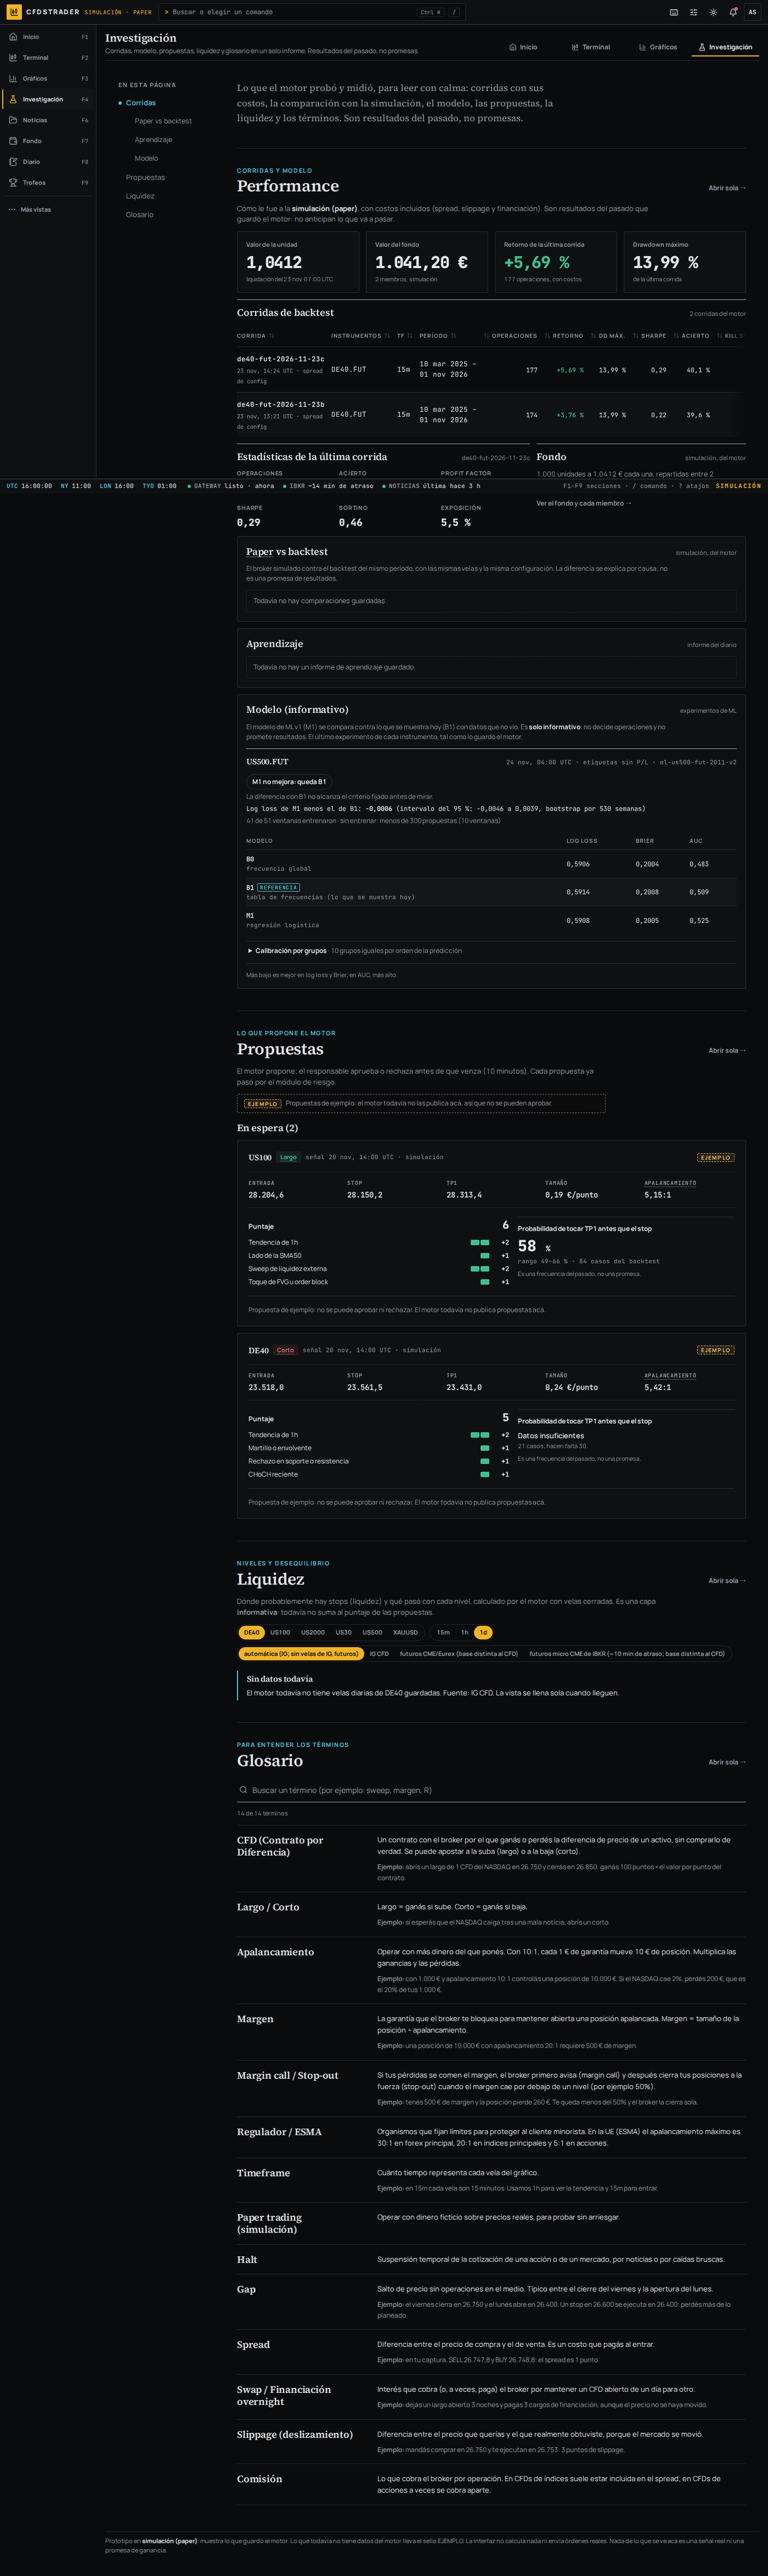 CFDSTRADER SIMULACIÓN · PAPER
> Buscar o elegir un comando
Ctrl K /
AS
Inicio F1
Terminal F2
Gráficos F3
Investigación F4
Noticias F6
Fondo F7
Diario F8
Trofeos F9
Más vistas
Investigación
Corridas, modelo, propuestas, liquidez y glosario en un solo informe. Resultados del pasado, no promesas.
Inicio Terminal Gráficos Investigación
EN ESTA PÁGINA
Corridas
Paper vs backtest
Aprendizaje
Modelo
Propuestas
Liquidez
Glosario
Lo que el motor probó y midió, para leer con calma: corridas con sus
costos, la comparación con la simulación, el modelo, las propuestas, la
liquidez y los términos. Son resultados del pasado, no promesas.
CORRIDAS Y MODELO
Performance
Abrir sola →
Cómo le fue a la simulación (paper), con costos incluidos (spread, slippage y financiación). Son resultados del pasado que
guardó el motor: no anticipan lo que va a pasar.
Valor de la unidad
1,0412
liquidación del 23 nov, 07:00 UTC
Valor del fondo
1.041,20 €
2 miembros, simulación
Retorno de la última corrida
+5,69 %
177 operaciones, con costos
Drawdown máximo
13,99 %
de la última corrida
Corridas de backtest
2 corridas del motor
CORRIDA INSTRUMENTOS TF PERÍODO OPERACIONES RETORNO DD MÁX. SHARPE ACIERTO KILL S
de40-fut-2026-11-23c
23 nov, 14:24 UTC · spread
de config
DE40.FUT 15m 10 mar 2025 –
01 nov 2026
177 +5,69 % 13,99 % 0,29 40,1 %
de40-fut-2026-11-23b
23 nov, 13:21 UTC · spread
de config
DE40.FUT 15m 10 mar 2025 –
01 nov 2026
174 +3,76 % 13,99 % 0,22 39,6 %
Estadísticas de la última corrida
de40-fut-2026-11-23c
OPERACIONES ACIERTO PROFIT FACTOR
Fondo
simulación, del motor
1.000 unidades a 1,0412 € cada una, repartidas entre 2
UTC 16:00:00 NY 11:00 LON 16:00 TYO 01:00 GATEWAY listo · ahora IBKR ~14 min de atraso NOTICIAS última hace 3 h
F1-F9 secciones · / comando · ? atajos SIMULACIÓN
SHARPE SORTINO EXPOSICIÓN
0,29 0,46 5,5 %
Ver el fondo y cada miembro →
Paper vs backtest
simulación, del motor
El broker simulado contra el backtest del mismo período, con las mismas velas y la misma configuración. La diferencia se explica por causa; no
es una promesa de resultados.
Todavía no hay comparaciones guardadas.
Aprendizaje
informe del diario
Todavía no hay un informe de aprendizaje guardado.
Modelo (informativo)
experimentos de ML
El modelo de ML v1 (M1) se compara contra lo que se muestra hoy (B1) con datos que no vio. Es solo informativo: no decide operaciones y no
promete resultados. El último experimento de cada instrumento, tal como lo guardó el motor.
US500.FUT
24 nov, 04:00 UTC · etiquetas sin P/L · ml-us500-fut-2011-v2
M1 no mejora: queda B1
La diferencia con B1 no alcanza el criterio fijado antes de mirar.
Log loss de M1 menos el de B1: -0,0006 (intervalo del 95 %: -0,0046 a 0,0039, bootstrap por 530 semanas)
41 de 51 ventanas entrenaron · sin entrenar: menos de 300 propuestas (10 ventanas)
MODELO LOG LOSS BRIER AUC
B0
frecuencia global
0,5906 0,2004 0,483
B1 REFERENCIA
tabla de frecuencias (lo que se muestra hoy)
0,5914 0,2008 0,509
M1
regresión logística
0,5908 0,2005 0,525
Calibración por grupos · 10 grupos iguales por orden de la predicción
Más bajo es mejor en log loss y Brier; en AUC, más alto.
LO QUE PROPONE EL MOTOR
Propuestas
Abrir sola →
El motor propone; el responsable aprueba o rechaza antes de que venza (10 minutos). Cada propuesta ya
pasó por el módulo de riesgo.
EJEMPLO Propuestas de ejemplo: el motor todavía no las publica acá, así que no se pueden aprobar.
En espera (2)
US100 Largo señal 20 nov, 14:00 UTC · simulación
EJEMPLO
ENTRADA STOP TP1 TAMAÑO APALANCAMIENTO
28.204,6 28.150,2 28.313,4 0,19 €/punto 5,15:1
Puntaje 6
Tendencia de 1h +2
Lado de la SMA50 +1
Sweep de liquidez externa +2
Toque de FVG u order block +1
Probabilidad de tocar TP1 antes que el stop
58 %
rango 49–66 % · 84 casos del backtest
Es una frecuencia del pasado, no una promesa.
Propuesta de ejemplo: no se puede aprobar ni rechazar. El motor todavía no publica propuestas acá.
DE40 Corto señal 20 nov, 14:00 UTC · simulación
EJEMPLO
ENTRADA STOP TP1 TAMAÑO APALANCAMIENTO
23.518,0 23.561,5 23.431,0 0,24 €/punto 5,42:1
Puntaje 5
Tendencia de 1h +2
Martillo o envolvente +1
Rechazo en soporte o resistencia +1
CHoCH reciente +1
Probabilidad de tocar TP1 antes que el stop
Datos insuficientes
21 casos; hacen falta 30.
Es una frecuencia del pasado, no una promesa.
Propuesta de ejemplo: no se puede aprobar ni rechazar. El motor todavía no publica propuestas acá.
NIVELES Y DESEQUILIBRIO
Liquidez
Abrir sola →
Dónde probablemente hay stops (liquidez) y qué pasó con cada nivel, calculado por el motor con velas cerradas. Es una capa
informativa: todavía no suma al puntaje de las propuestas.
DE40 US100 US2000 US30 US500 XAUUSD 15m 1h 1d
automática (IG; sin velas de IG, futuros) IG CFD futuros CME/Eurex (base distinta al CFD) futuros micro CME de IBKR (~10 min de atraso; base distinta al CFD)
Sin datos todavía
El motor todavía no tiene velas diarias de DE40 guardadas. Fuente: IG CFD. La vista se llena sola cuando lleguen.
PARA ENTENDER LOS TÉRMINOS
Glosario
Abrir sola →
Buscar un término (por ejemplo: sweep, margen, R)
14 de 14 términos
CFD (Contrato por
Diferencia)
Un contrato con el broker por el que ganás o perdés la diferencia de precio de un activo, sin comprarlo de
verdad. Se puede apostar a la suba (largo) o a la baja (corto).
Ejemplo: abrís un largo de 1 CFD del NASDAQ en 26.750 y cerrás en 26.850: ganás 100 puntos × el valor por punto del
contrato.
Largo / Corto
Largo = ganás si sube. Corto = ganás si baja.
Ejemplo: si esperás que el NASDAQ caiga tras una mala noticia, abrís un corto.
Apalancamiento
Operar con más dinero del que ponés. Con 10:1, cada 1 € de garantía mueve 10 € de posición. Multiplica las
ganancias y las pérdidas.
Ejemplo: con 1.000 € y apalancamiento 10:1 controlás una posición de 10.000 €. Si el NASDAQ cae 2%, perdés 200 €, que es
el 20% de tus 1.000 €.
Margen
La garantía que el broker te bloquea para mantener abierta una posición apalancada. Margen = tamaño de la
posición ÷ apalancamiento.
Ejemplo: una posición de 10.000 € con apalancamiento 20:1 requiere 500 € de margen.
Margin call / Stop-out
Si tus pérdidas se comen el margen, el broker primero avisa (margin call) y después cierra tus posiciones a la
fuerza (stop-out) cuando el margen cae por debajo de un nivel (por ejemplo 50%).
Ejemplo: tenés 500 € de margen y la posición pierde 260 €. Te queda menos del 50% y el broker la cierra sola.
Regulador / ESMA
Organismos que fijan límites para proteger al cliente minorista. En la UE (ESMA) el apalancamiento máximo es
30:1 en forex principal, 20:1 en índices principales y 5:1 en acciones.
Timeframe
Cuánto tiempo representa cada vela del gráfico.
Ejemplo: en 15m cada vela son 15 minutos. Usamos 1h para ver la tendencia y 15m para entrar.
Paper trading
(simulación)
Operar con dinero ficticio sobre precios reales, para probar sin arriesgar.
Halt
Suspensión temporal de la cotización de una acción o de un mercado, por noticias o por caídas bruscas.
Gap
Salto de precio sin operaciones en el medio. Típico entre el cierre del viernes y la apertura del lunes.
Ejemplo: el viernes cierra en 26.750 y el lunes abre en 26.400. Un stop en 26.600 se ejecuta en 26.400: perdés más de lo
planeado.
Spread
Diferencia entre el precio de compra y el de venta. Es un costo que pagás al entrar.
Ejemplo: en tu captura, SELL 26.747,8 y BUY 26.748,8: el spread es 1 punto.
Swap / Financiación
overnight
Interés que cobra (o, a veces, paga) el broker por mantener un CFD abierto de un día para otro.
Ejemplo: dejás un largo abierto 3 noches y pagás 3 cargos de financiación, aunque el precio no se haya movido.
Slippage (deslizamiento)
Diferencia entre el precio que querías y el que realmente obtuviste, porque el mercado se movió.
Ejemplo: mandás comprar en 26.750 y te ejecutan en 26.753: 3 puntos de slippage.
Comisión
Lo que cobra el broker por operación. En CFDs de índices suele estar incluida en el spread; en CFDs de
acciones a veces se cobra aparte.
Prototipo en simulación (paper): muestra lo que guardó el motor. Lo que todavía no tiene datos del motor lleva el sello EJEMPLO. La interfaz no calcula nada ni envía órdenes reales. Nada de lo que se ve acá es una señal real ni una
promesa de ganancia.